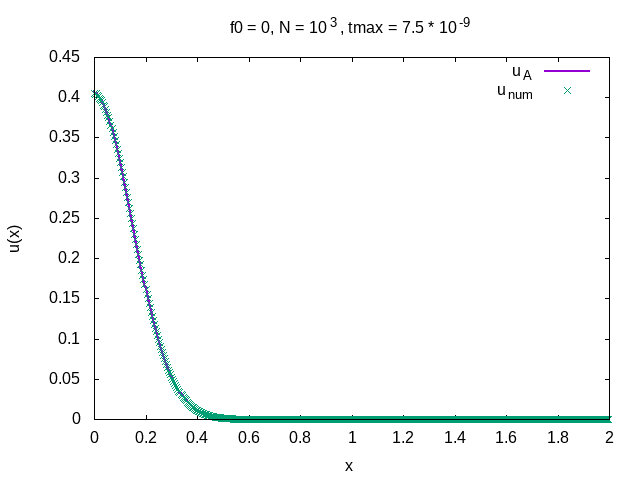 f0 = 0, N = 10^3, tmax = 7.5 * 10^-9
u_A
u_num
0.45
0.4
0.35
0.3
0.25
0.2
0.15
0.1
0.05
0
u(x)
0 0.2 0.4 0.6 0.8 1 1.2 1.4 1.6 1.8 2
x